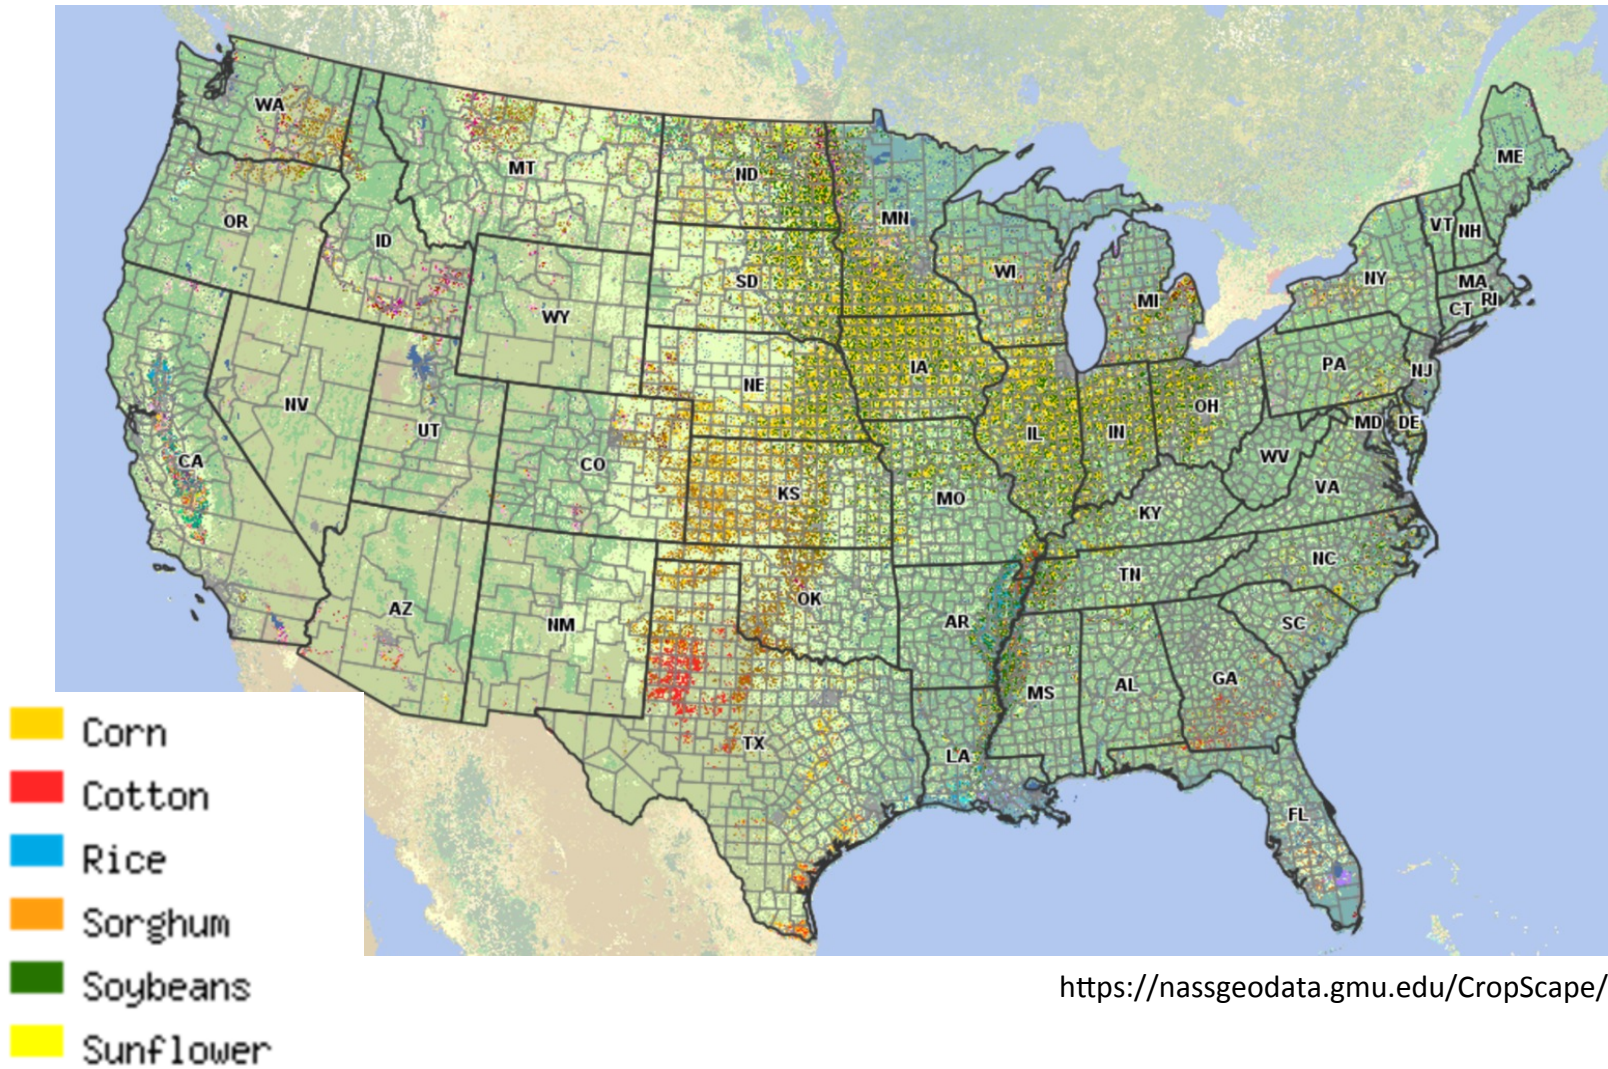 WA
MT
ND
MN
ME
OR
ID
SD
WI
MI
NY
VT
NH
MA
CT
RI
WY
NE
IA
PA
NJ
NV
UT
CO
KS
MO
IL
IN
OH
WV
MD
DE
VA
KY
CA
AZ
NM
OK
AR
TN
NC
SC
TX
LA
MS
AL
GA
FL
Corn
Cotton
Rice
Sorghum
Soybeans
Sunflower
https://nassgeodata.gmu.edu/CropScape/